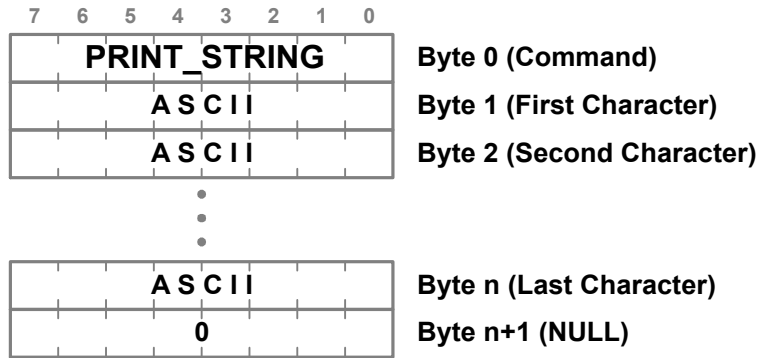 7 6 5 4 3 2 1 0
PRINT_STRING Byte 0 (Command)
A S C I I Byte 1 (First Character)
A S C I I Byte 2 (Second Character)
A S C I I Byte n (Last Character)
0 Byte n+1 (NULL)